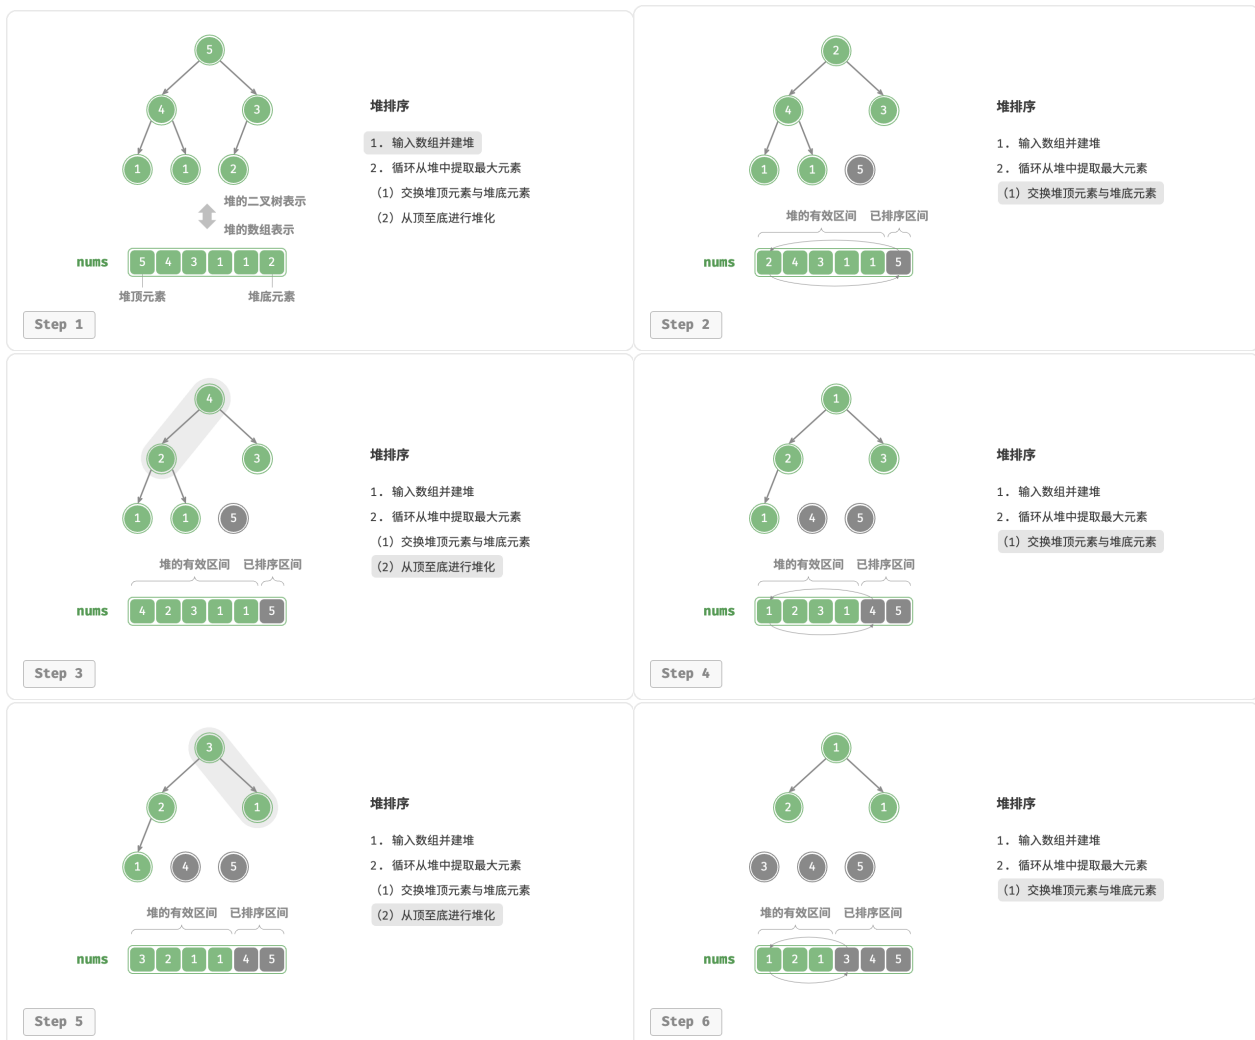 5
4 3
1 1 2
堆的二叉树表示
堆的数组表示
nums 5 4 3 1 1 2
堆顶元素 堆底元素
堆排序
1. 输入数组并建堆
2. 循环从堆中提取最大元素
（1）交换堆顶元素与堆底元素
（2）从顶至底进行堆化
Step 1
2
4 3
1 1 5
堆的有效区间 已排序区间
nums 2 4 3 1 1 5
堆排序
1. 输入数组并建堆
2. 循环从堆中提取最大元素
（1）交换堆顶元素与堆底元素
Step 2
4
2 3
1 1 5
堆的有效区间 已排序区间
nums 4 2 3 1 1 5
堆排序
1. 输入数组并建堆
2. 循环从堆中提取最大元素
（1）交换堆顶元素与堆底元素
（2）从顶至底进行堆化
Step 3
1
2 3
1 4 5
堆的有效区间 已排序区间
nums 1 2 3 1 4 5
堆排序
1. 输入数组并建堆
2. 循环从堆中提取最大元素
（1）交换堆顶元素与堆底元素
Step 4
3
2 1
1 4 5
堆的有效区间 已排序区间
nums 3 2 1 1 4 5
堆排序
1. 输入数组并建堆
2. 循环从堆中提取最大元素
（1）交换堆顶元素与堆底元素
（2）从顶至底进行堆化
Step 5
1
2 1
3 4 5
堆的有效区间 已排序区间
nums 1 2 1 3 4 5
堆排序
1. 输入数组并建堆
2. 循环从堆中提取最大元素
（1）交换堆顶元素与堆底元素
Step 6